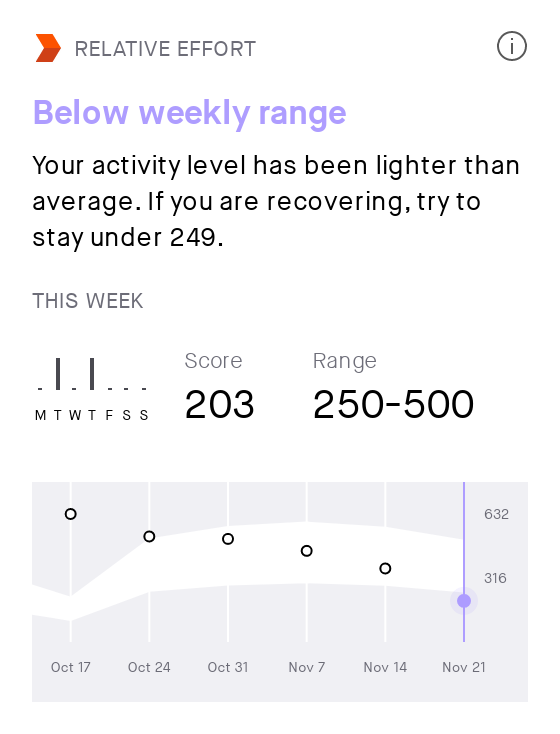 RELATIVE EFFORT
Below weekly range
Your activity level has been lighter than
average. If you are recovering, try to
stay under 249.
THIS WEEK
Score
Range
203
250-500
M T W T F S S
632
316
Oct 17
Oct 24
Oct 31
Nov 7
Nov 14
Nov 21